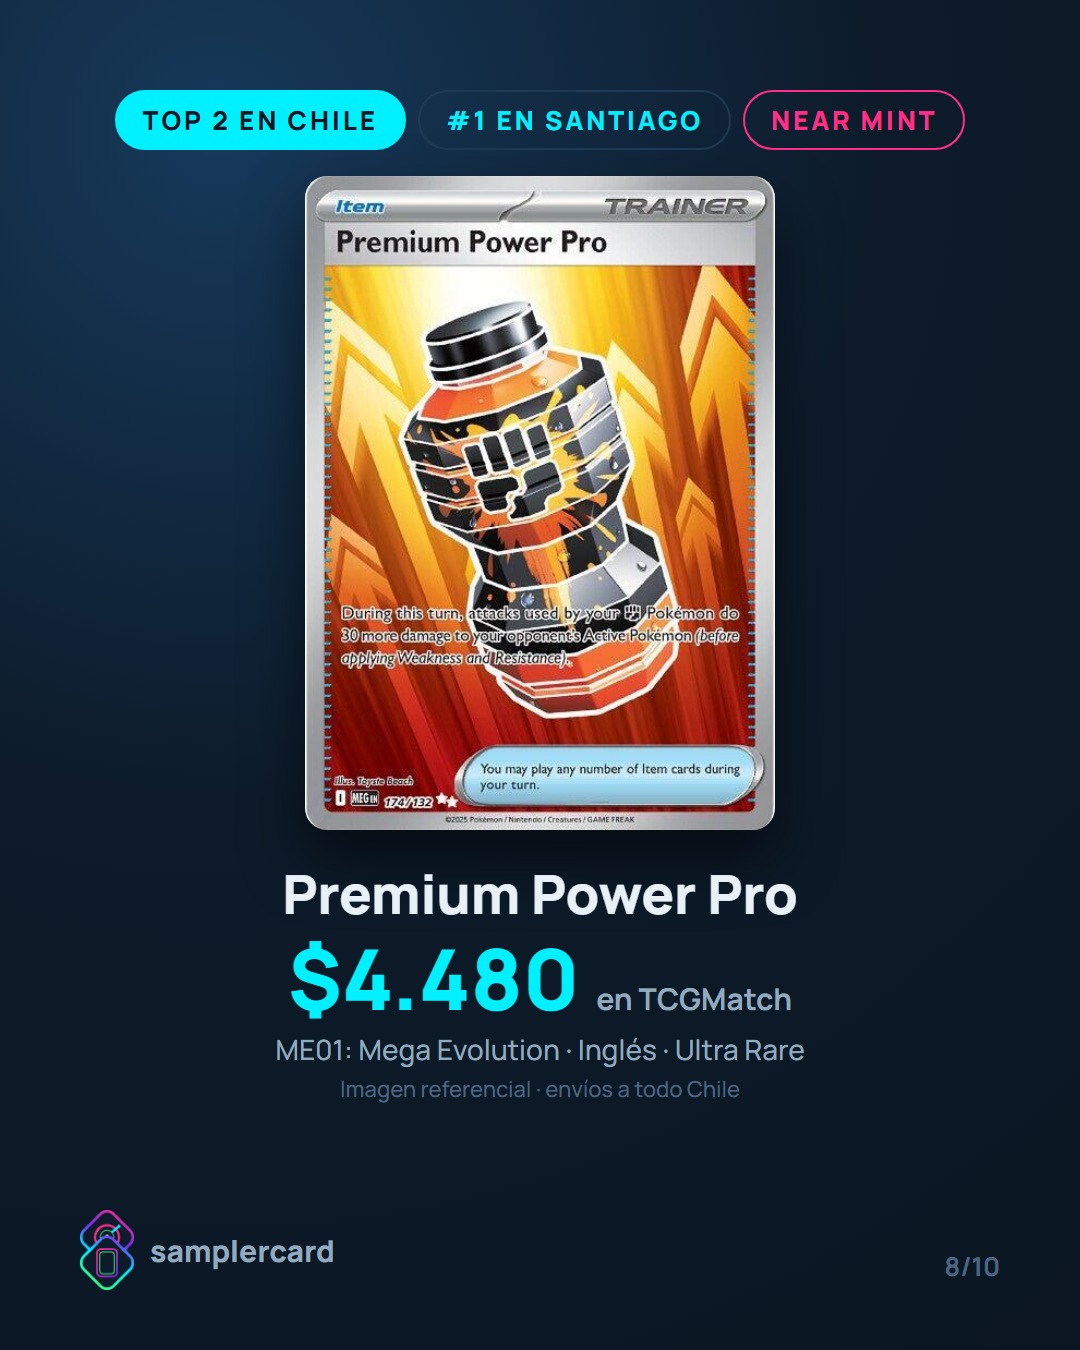 TOP 2 EN CHILE
#1 EN SANTIAGO
NEAR MINT
Item
TRAINER
Premium Power Pro
During this turn, attacks used by your Pokémon do
30 more damage to your opponent's Active Pokémon (before
applying Weakness and Resistance).
You may play any number of Item cards during
your turn.
Illus. Toyste Beach
I MEG EN 174/132
©2025 Pokémon / Nintendo / Creatures / GAME FREAK
Premium Power Pro
$4.480 en TCGMatch
ME01: Mega Evolution · Inglés · Ultra Rare
Imagen referencial · envíos a todo Chile
samplercard
8/10